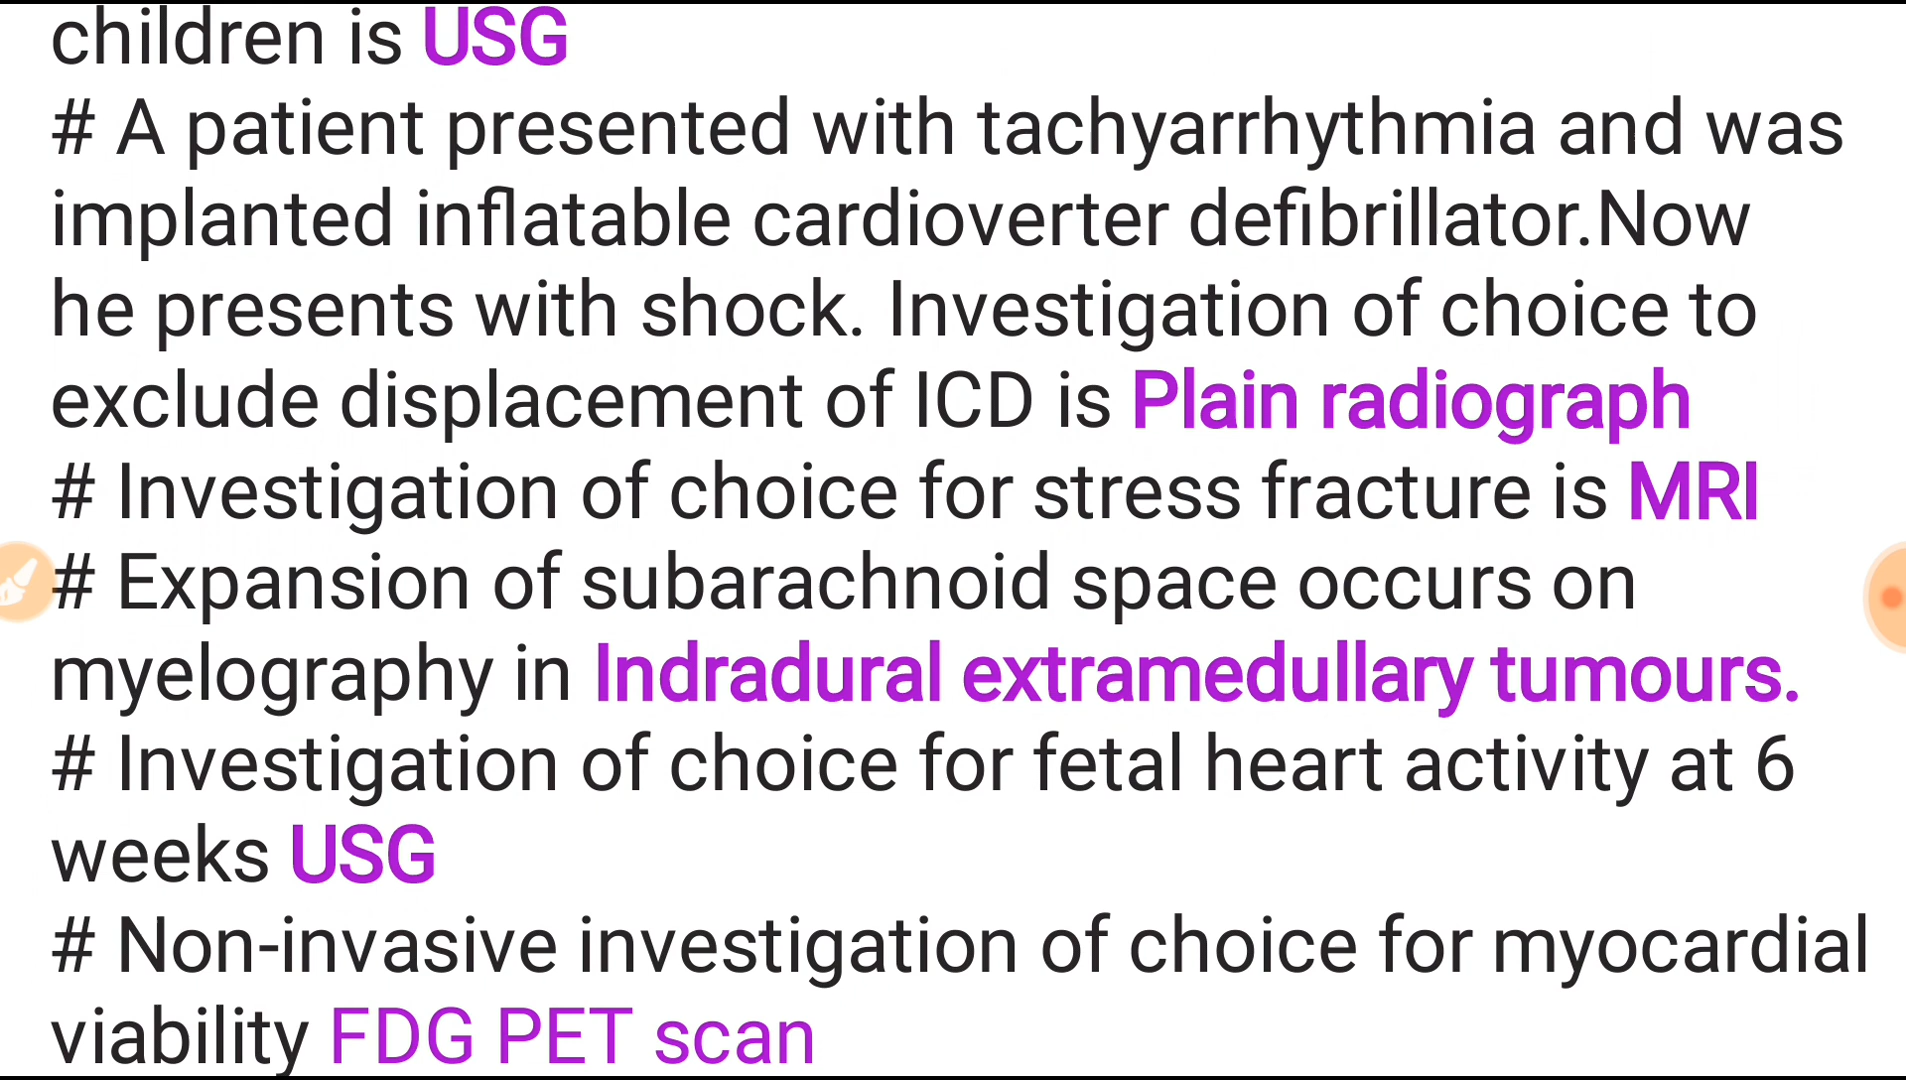 children is USG
# A patient presented with tachyarrhythmia and was
implanted inflatable cardioverter defibrillator.Now
he presents with shock. Investigation of choice to
exclude displacement of ICD is Plain radiograph
# Investigation of choice for stress fracture is MRI
# Expansion of subarachnoid space occurs on
myelography in Indradural extramedullary tumours.
# Investigation of choice for fetal heart activity at 6
weeks USG
# Non-invasive investigation of choice for myocardial
viability FDG PET scan